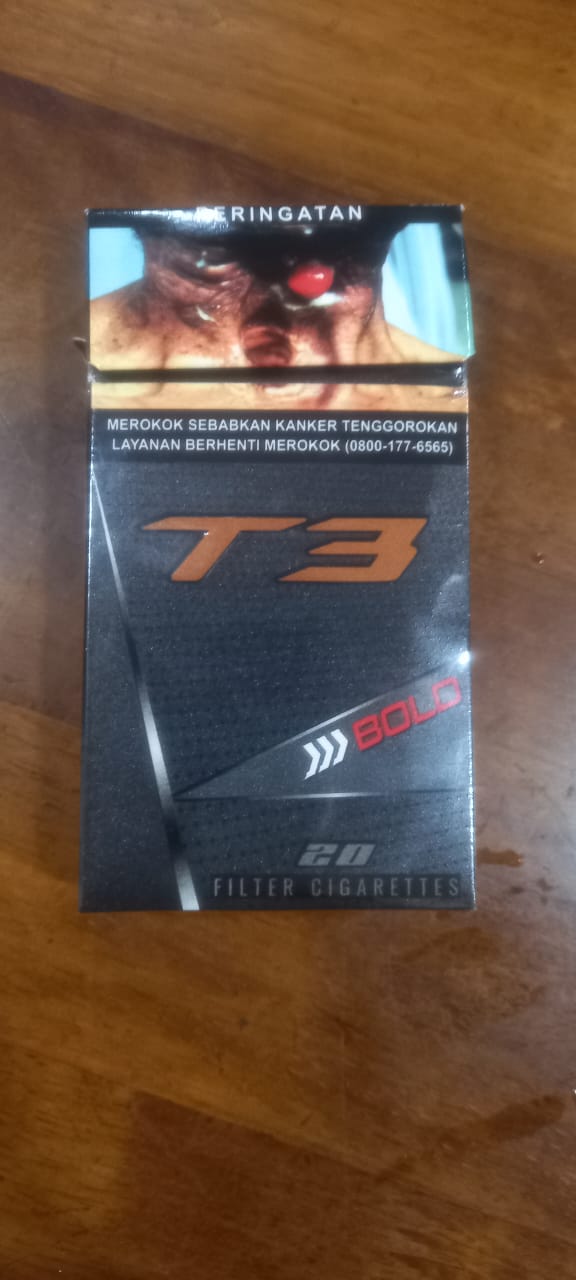 PERINGATAN
MEROKOK SEBABKAN KANKER TENGGOROKAN
LAYANAN BERHENTI MEROKOK (0800-177-6565)
T3
BOLD
20
FILTER CIGARETTES